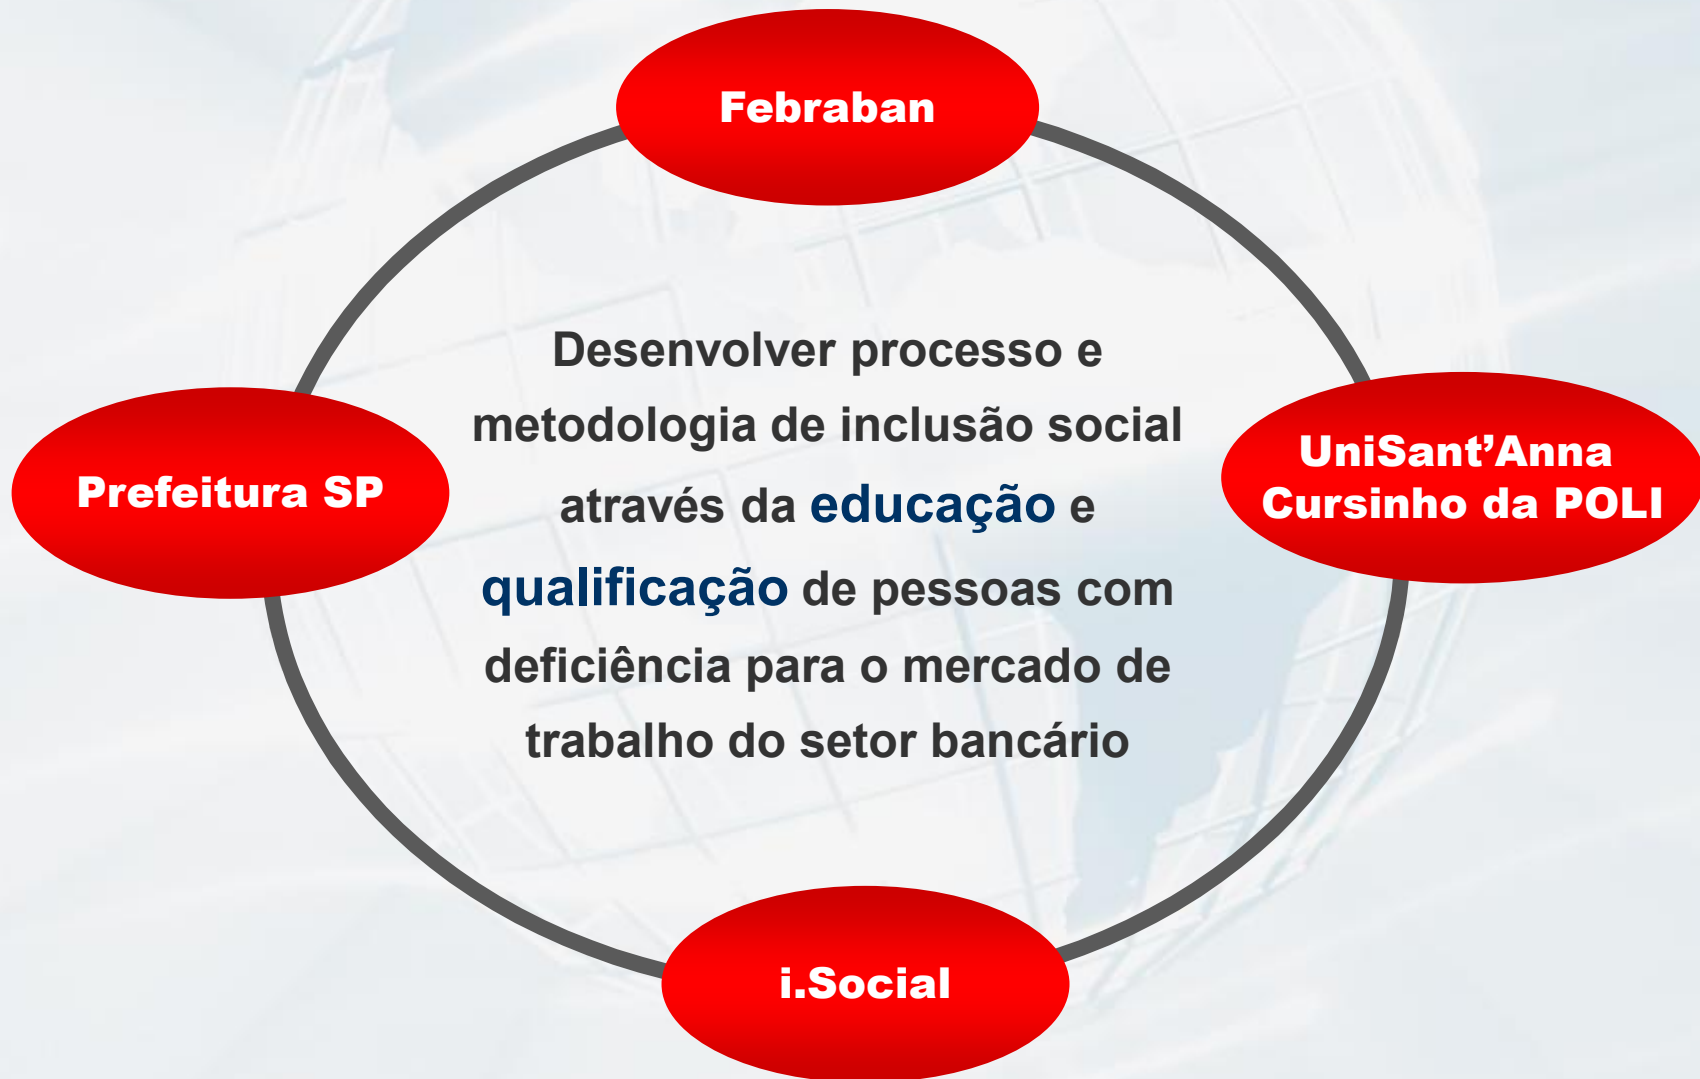 Febraban
Desenvolver processo e
metodologia de inclusão social
através da educação e
qualificação de pessoas com
deficiência para o mercado de
trabalho do setor bancário
Prefeitura SP
UniSant’Anna
Cursinho da POLI
i.Social